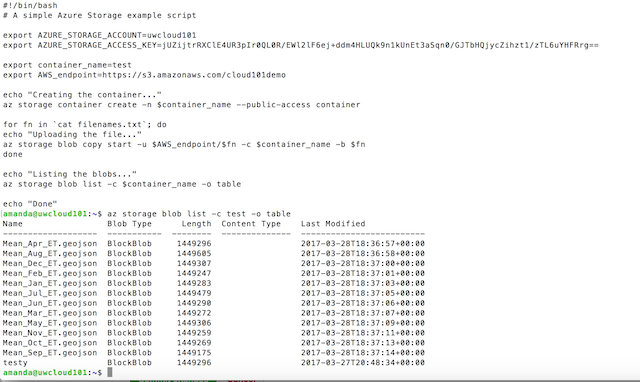 #!/bin/bash
# A simple Azure Storage example script
export AZURE_STORAGE_ACCOUNT=uwcloud101
export AZURE_STORAGE_ACCESS_KEY=jUZijtrRXClE4UR3pIr0QL0R/EWl2lF6ej+ddm4HLUQk9n1kUnEt3aSqn0/GJTbHQjycZihzt1/zTL6uYHFRrg==
export container_name=test
export AWS_endpoint=https://s3.amazonaws.com/cloud101demo
echo "Creating the container..."
az storage container create -n $container_name --public-access container
for fn in `cat filenames.txt`; do
echo "Uploading the file..."
az storage blob copy start -u $AWS_endpoint/$fn -c $container_name -b $fn
done
echo "Listing the blobs..."
az storage blob list -c $container_name -o table
echo "Done"
amanda@uwcloud101:~$ az storage blob list -c test -o table
Name Blob Type Length Content Type Last Modified
------------------- ----------- -------- -------------- -------------------------
Mean_Apr_ET.geojson BlockBlob 1449296 2017-03-28T18:36:57+00:00
Mean_Aug_ET.geojson BlockBlob 1449605 2017-03-28T18:36:58+00:00
Mean_Dec_ET.geojson BlockBlob 1449307 2017-03-28T18:37:00+00:00
Mean_Feb_ET.geojson BlockBlob 1449247 2017-03-28T18:37:01+00:00
Mean_Jan_ET.geojson BlockBlob 1449283 2017-03-28T18:37:03+00:00
Mean_Jul_ET.geojson BlockBlob 1449479 2017-03-28T18:37:05+00:00
Mean_Jun_ET.geojson BlockBlob 1449290 2017-03-28T18:37:06+00:00
Mean_Mar_ET.geojson BlockBlob 1449272 2017-03-28T18:37:07+00:00
Mean_May_ET.geojson BlockBlob 1449306 2017-03-28T18:37:09+00:00
Mean_Nov_ET.geojson BlockBlob 1449259 2017-03-28T18:37:11+00:00
Mean_Oct_ET.geojson BlockBlob 1449269 2017-03-28T18:37:13+00:00
Mean_Sep_ET.geojson BlockBlob 1449175 2017-03-28T18:37:14+00:00
testy BlockBlob 1449296 2017-03-27T20:48:34+00:00
amanda@uwcloud101:~$